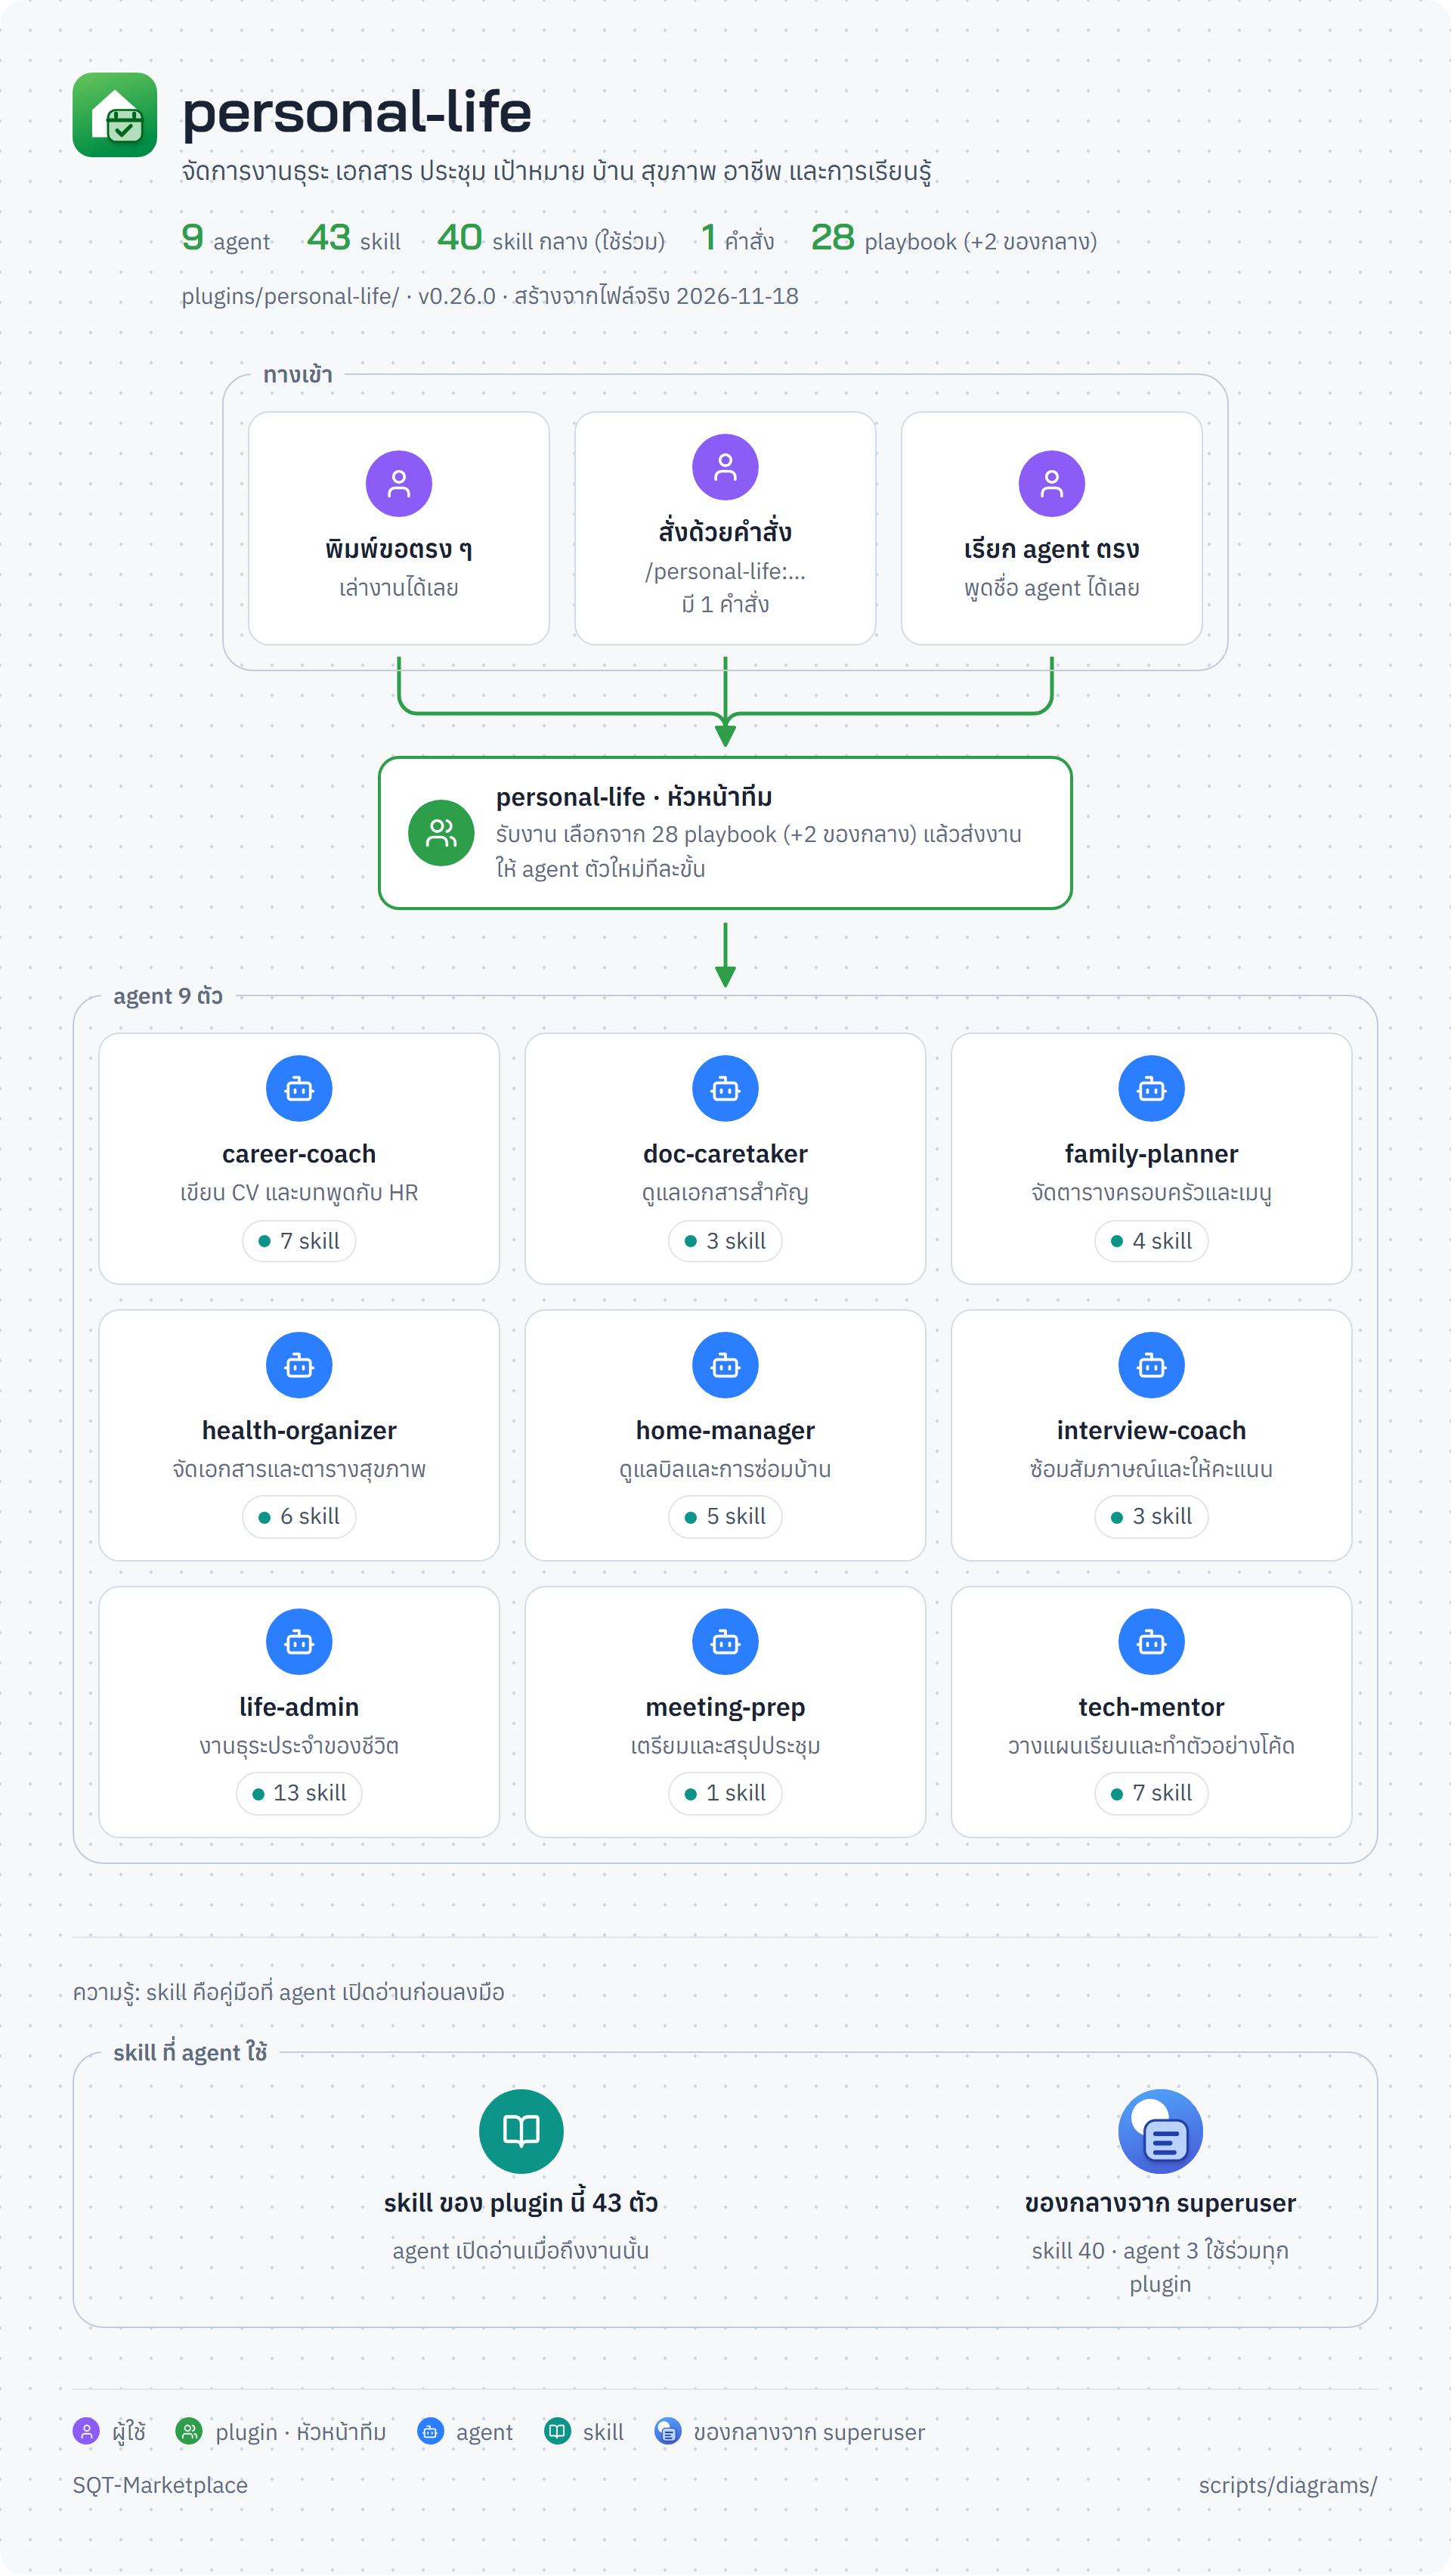 personal-life
จัดการงานธุระ เอกสาร ประชุม เป้าหมาย บ้าน สุขภาพ อาชีพ และการเรียนรู้
9 agent 43 skill 40 skill กลาง (ใช้ร่วม) 1 คำสั่ง 28 playbook (+2 ของกลาง)
plugins/personal-life/ · v0.26.0 · สร้างจากไฟล์จริง 2026-11-18
ทางเข้า
พิมพ์ขอตรง ๆ
เล่างานได้เลย
สั่งด้วยคำสั่ง
/personal-life:...
มี 1 คำสั่ง
เรียก agent ตรง
พูดชื่อ agent ได้เลย
personal-life · หัวหน้าทีม
รับงาน เลือกจาก 28 playbook (+2 ของกลาง) แล้วส่งงาน
ให้ agent ตัวใหม่ทีละขั้น
agent 9 ตัว
career-coach
เขียน CV และบทพูดกับ HR
7 skill
doc-caretaker
ดูแลเอกสารสำคัญ
3 skill
family-planner
จัดตารางครอบครัวและเมนู
4 skill
health-organizer
จัดเอกสารและตารางสุขภาพ
6 skill
home-manager
ดูแลบิลและการซ่อมบ้าน
5 skill
interview-coach
ซ้อมสัมภาษณ์และให้คะแนน
3 skill
life-admin
งานธุระประจำของชีวิต
13 skill
meeting-prep
เตรียมและสรุปประชุม
1 skill
tech-mentor
วางแผนเรียนและทำตัวอย่างโค้ด
7 skill
ความรู้: skill คือคู่มือที่ agent เปิดอ่านก่อนลงมือ
skill ที่ agent ใช้
skill ของ plugin นี้ 43 ตัว
agent เปิดอ่านเมื่อถึงงานนั้น
ของกลางจาก superuser
skill 40 · agent 3 ใช้ร่วมทุก
plugin
ผู้ใช้ plugin · หัวหน้าทีม agent skill ของกลางจาก superuser
SQT-Marketplace
scripts/diagrams/